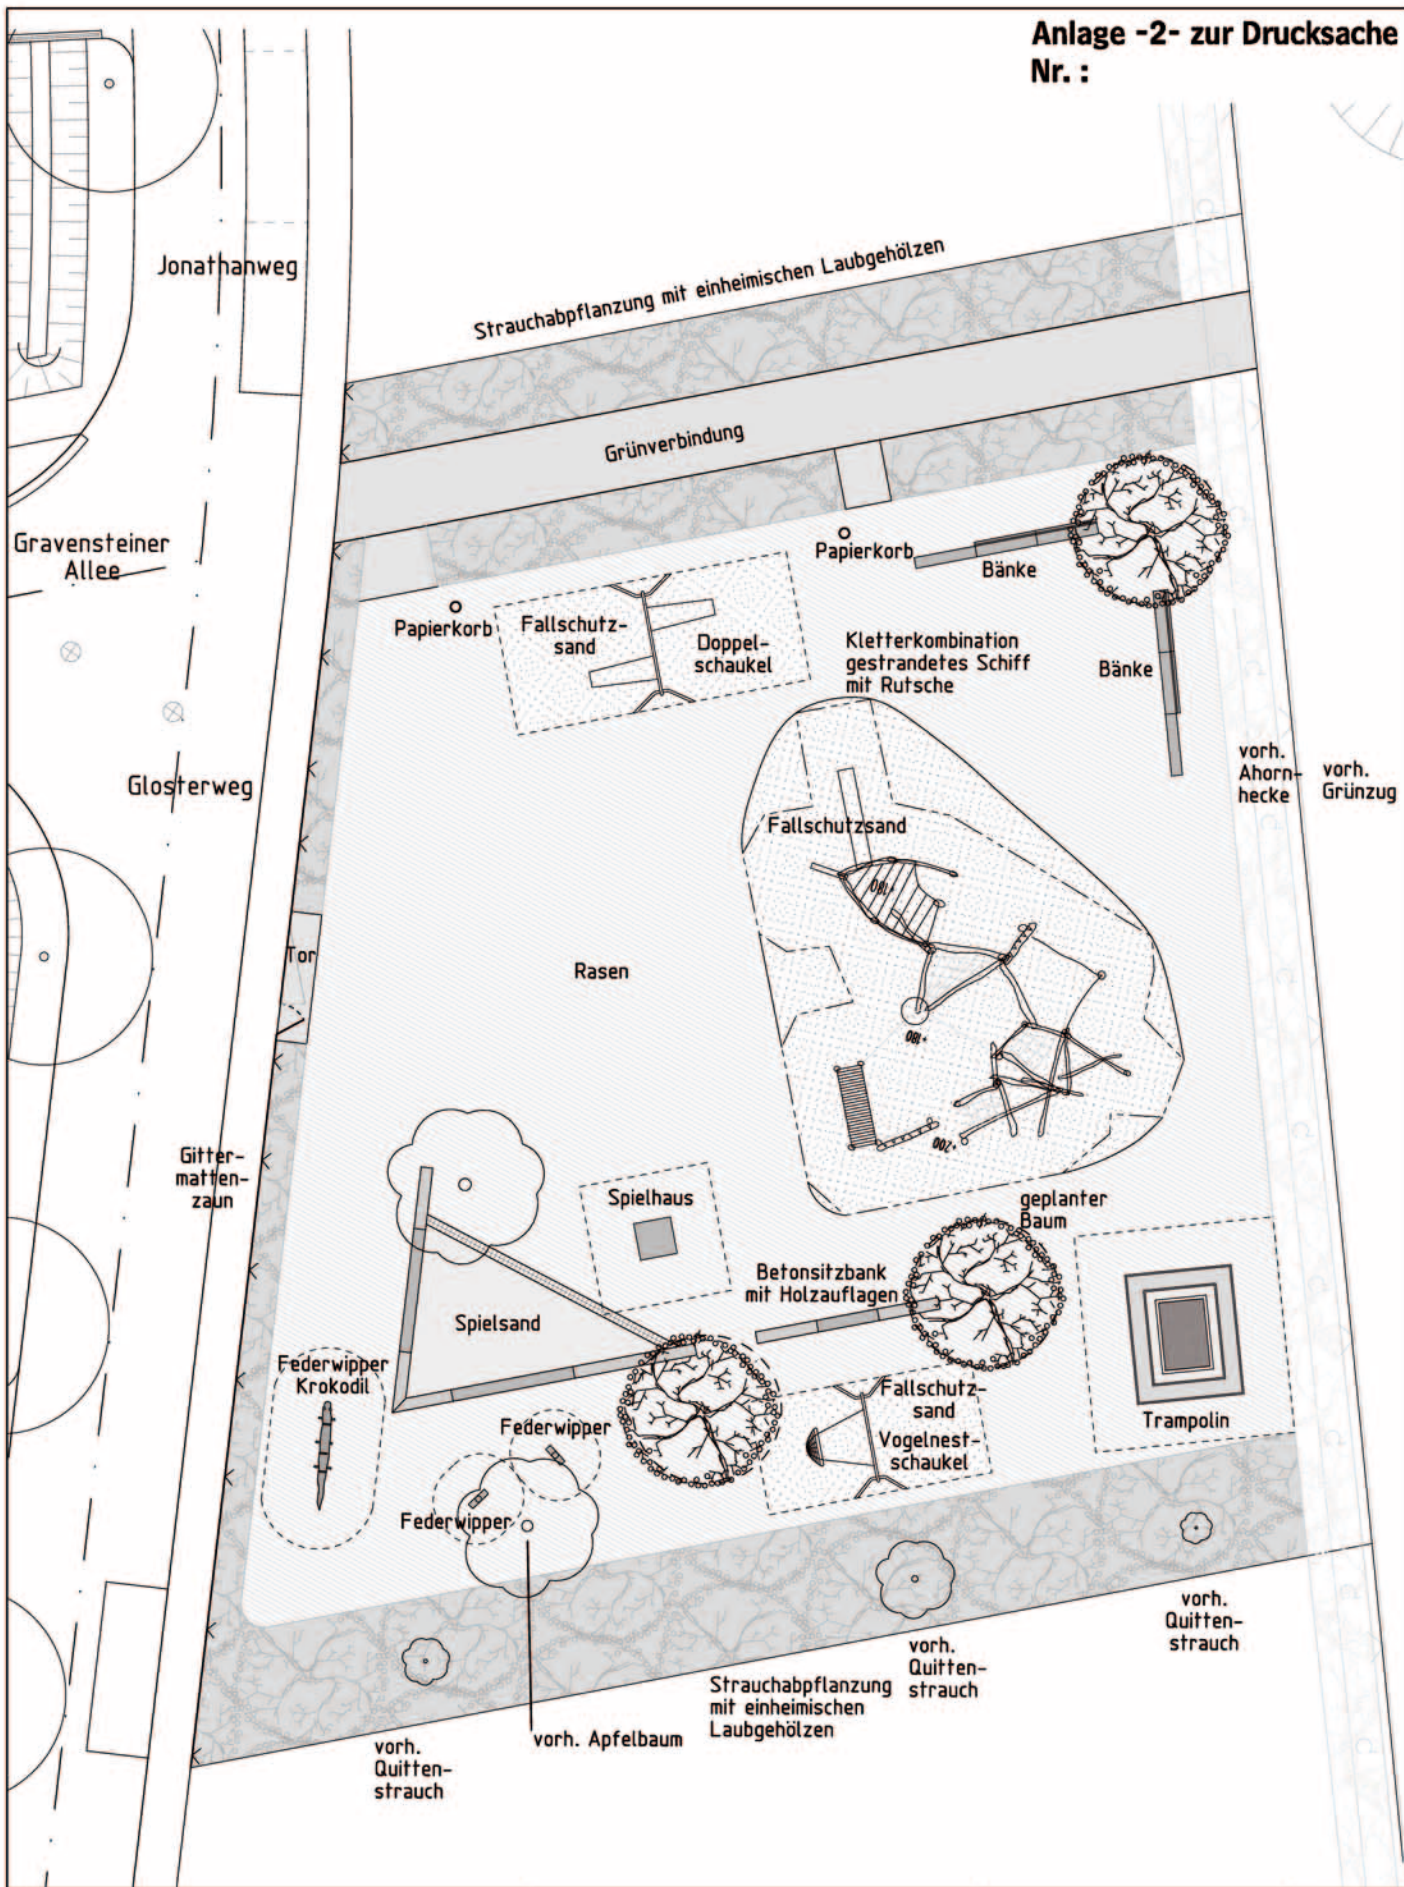 Anlage -2- zur Drucksache
Nr. :
Jonathanweg
Strauchabpflanzung mit einheimischen Laubgehölzen
Grünverbindung
Gravensteiner
Allee
Papierkorb
Bänke
Papierkorb
Fallschutz-
sand
Doppel-
schaukel
Kletterkombination
gestrandetes Schiff
mit Rutsche
Bänke
vorh.
Ahorn-
hecke
vorh.
Grünzug
Glosterweg
Fallschutzsand
+180
Tor
Rasen
+180
+200
Gitter-
matten-
zaun
Spielhaus
geplanter
Baum
Betonsitzbank
mit Holzauflagen
Spielsand
Federwipper
Krokodil
Federwipper
Fallschutz-
sand
Vogelnest-
schaukel
Trampolin
Federwipper
vorh.
Quitten-
strauch
vorh.
Quitten-
strauch
Strauchabpflanzung
mit einheimischen
Laubgehölzen
vorh. Apfelbaum
vorh.
Quitten-
strauch